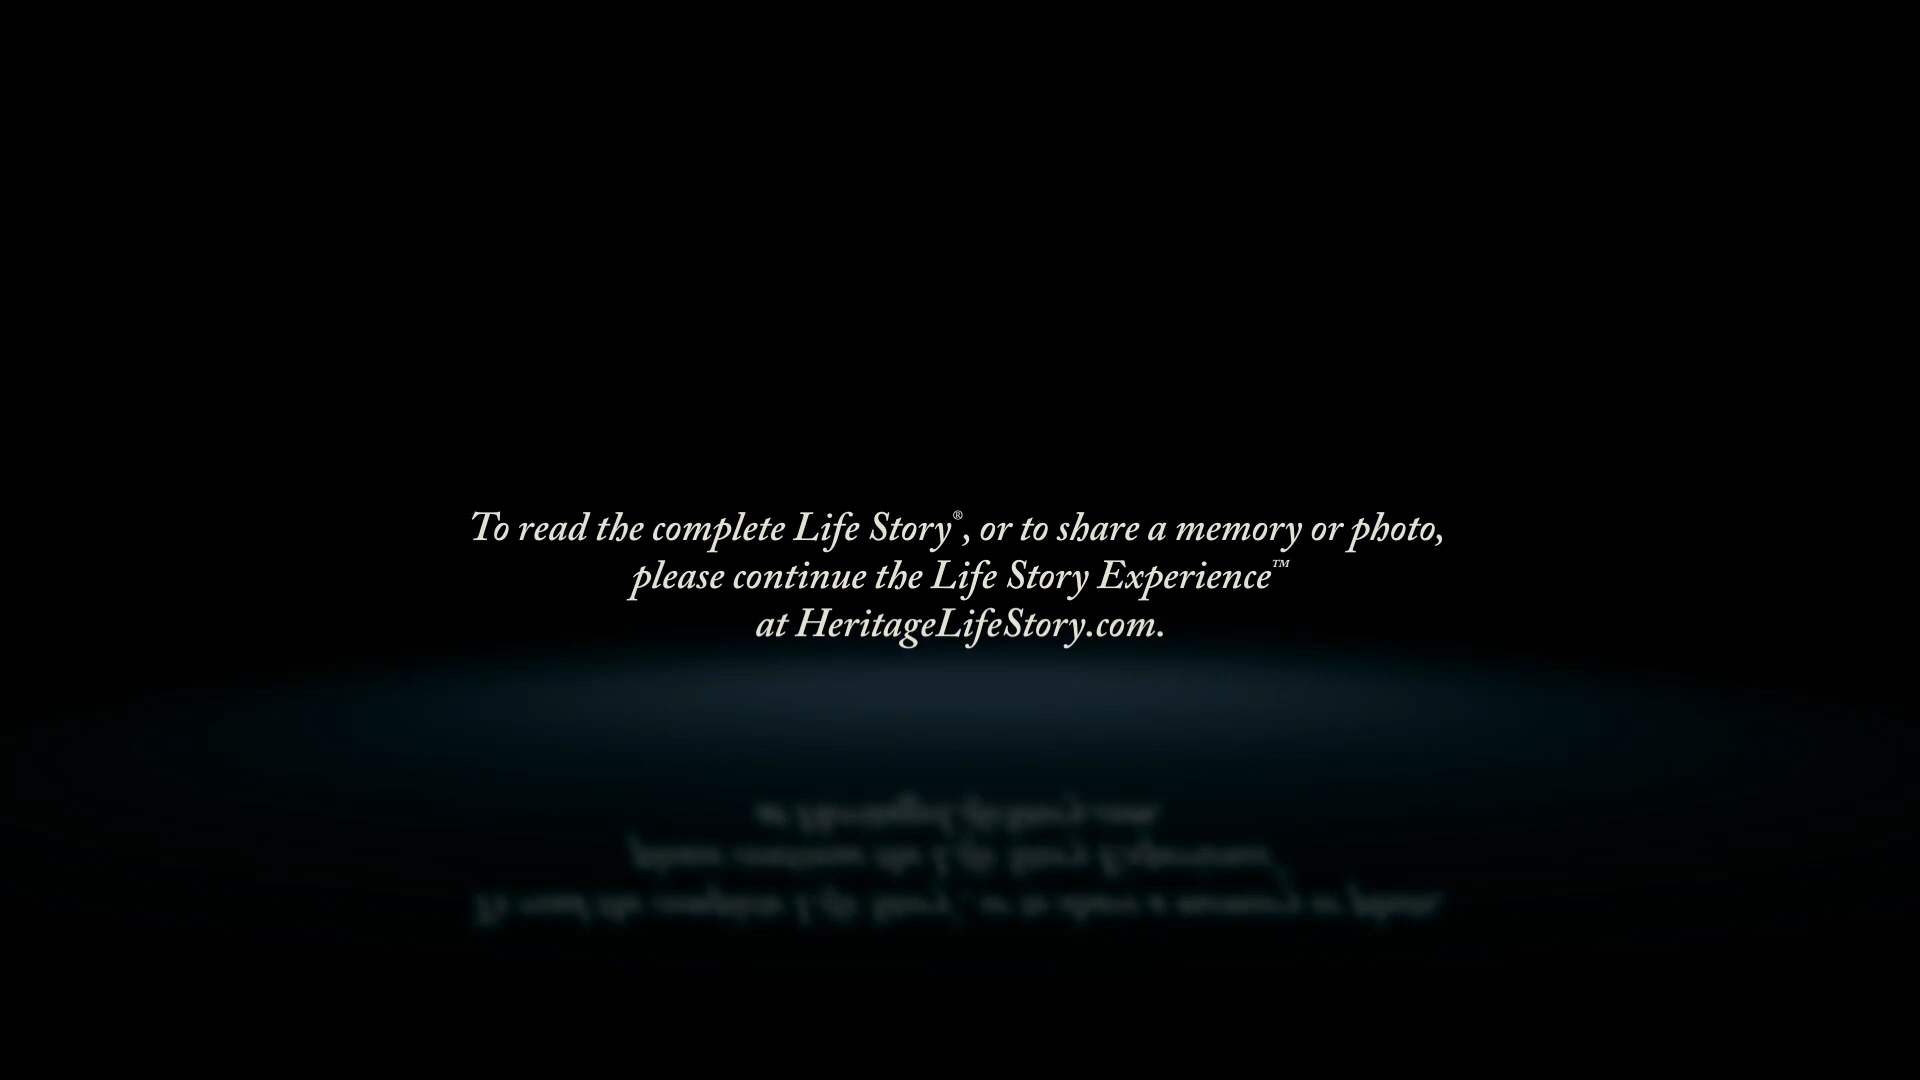 To read the complete Life Story®, or to share a memory or photo,
please continue the Life Story Experience™
at HeritageLifeStory.com.